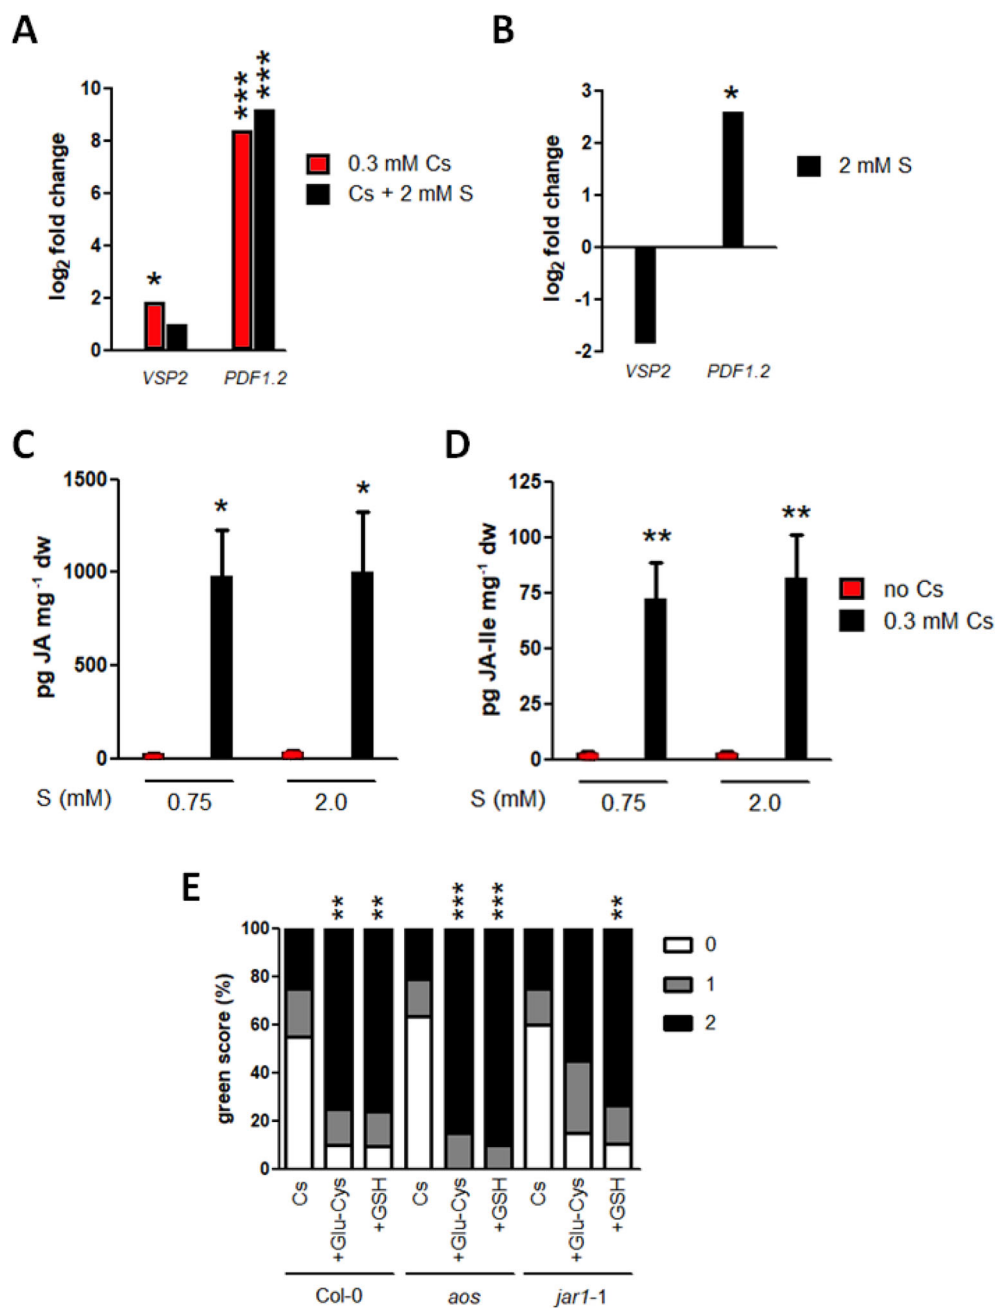 A
log2 fold change
10
8
6
4
2
0
*
***
***
VSP2
PDF1.2
0.3 mM Cs
Cs + 2 mM S
B
log2 fold change
3
2
1
0
-1
-2
*
VSP2
PDF1.2
2 mM S
C
pg JA mg-1 dw
1500
1000
500
0
*
*
S (mM)
0.75
2.0
D
pg JA-Ile mg-1 dw
125
100
75
50
25
0
**
**
S (mM)
0.75
2.0
no Cs
0.3 mM Cs
E
green score (%)
100
80
60
40
20
0
**
**
***
***
**
0
1
2
Cs
+Glu-Cys
+GSH
Cs
+Glu-Cys
+GSH
Cs
+Glu-Cys
+GSH
Col-0
aos
jar1-1